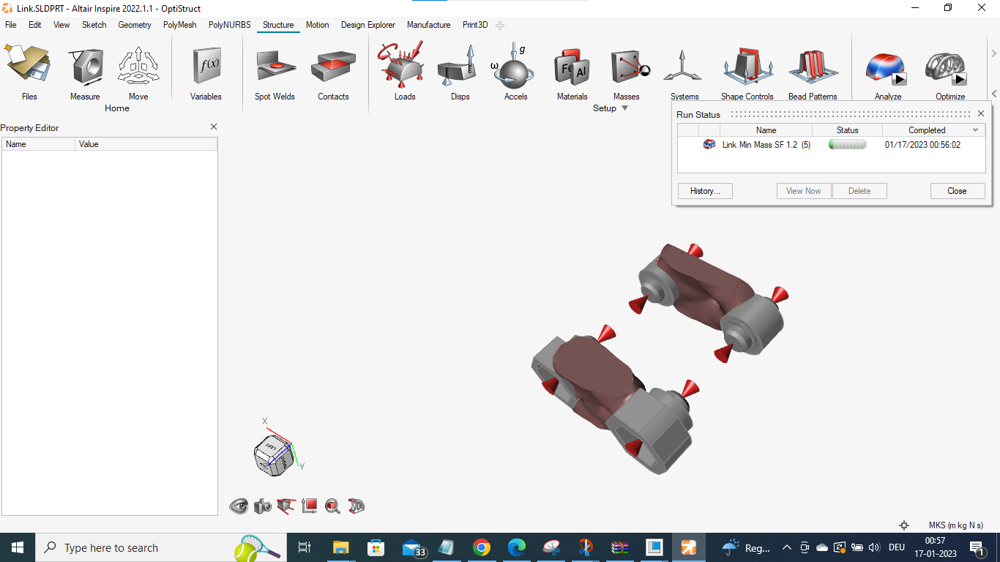 Link.SLDPRT - Altair Inspire 2022.1.1 - OptiStruct
File Edit View Sketch Geometry PolyMesh PolyNURBS Structure Motion Design Explorer Manufacture Print3D
f(x) ω g Fe Al
Files Measure Move Variables Spot Welds Contacts Loads Disps Accels Materials Masses Systems Shape Controls Bead Patterns Analyze Optimize
Home Setup
Property Editor
Name Value
Run Status
Name Status Completed
Link Min Mass SF 1.2 (5) 01/17/2023 00:56:02
History... View Now Delete Close
X
Y
MKS (m kg N s)
Type here to search
33
Reg...
DEU
00:57
17-01-2023
1